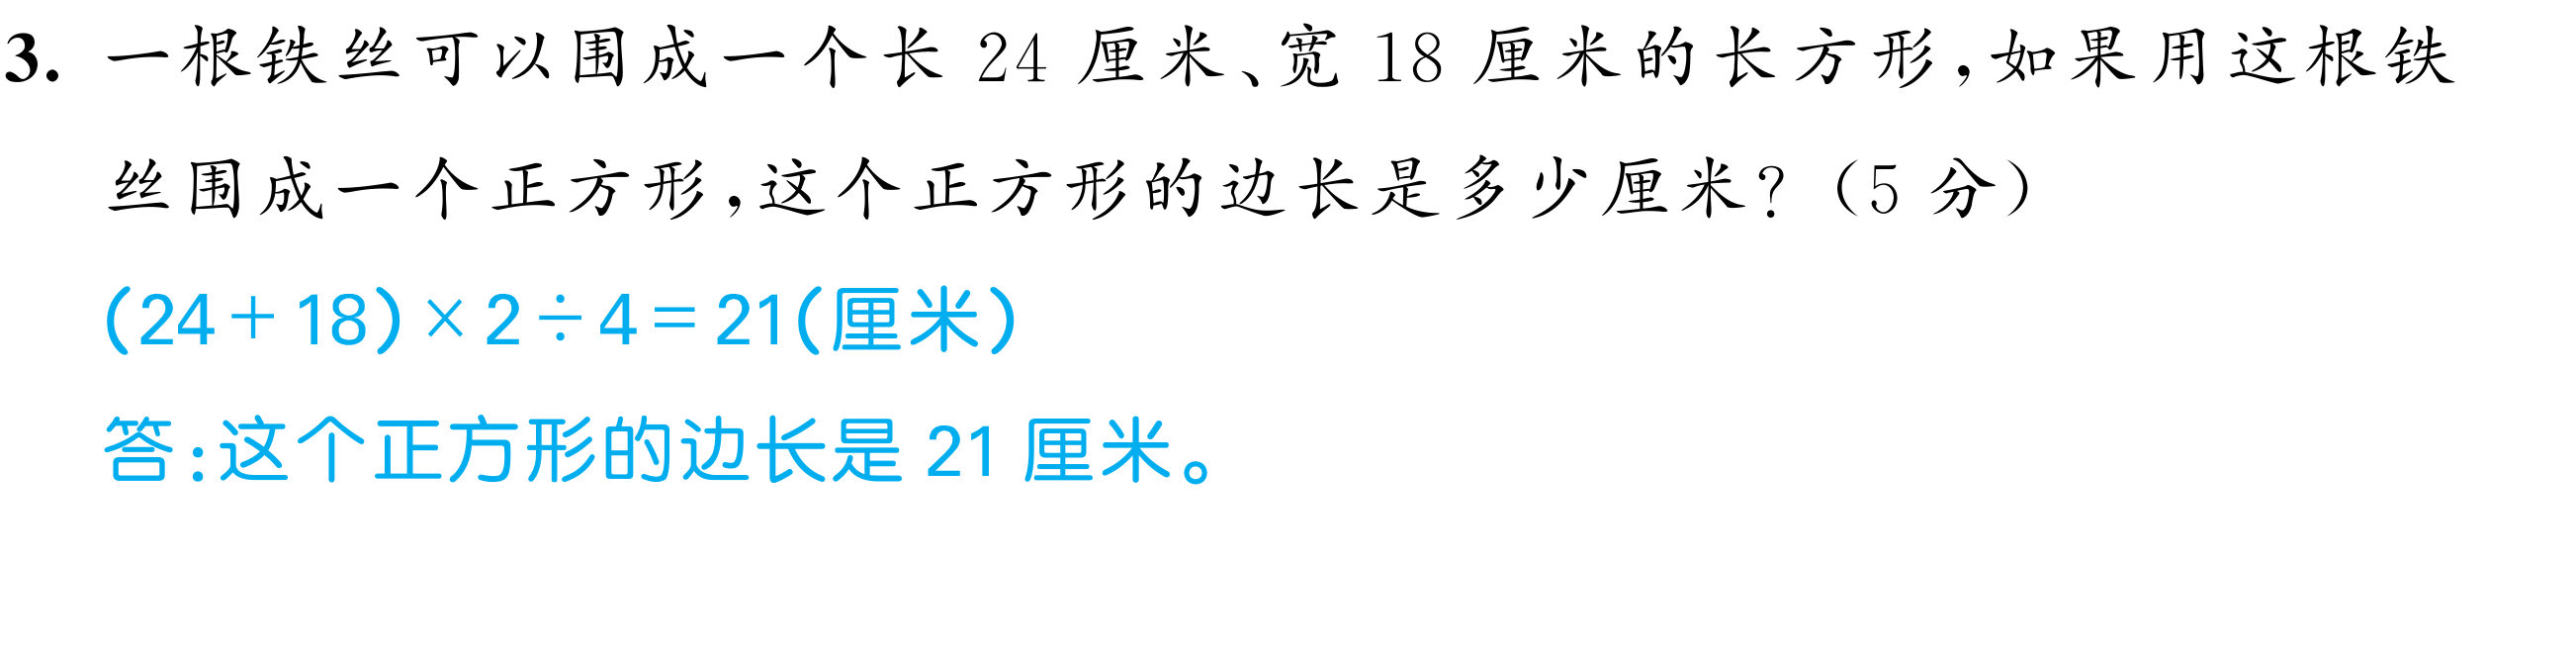 3. 一根铁丝可以围成一个长 24 厘米、宽 18 厘米的长方形,如果用这根铁
丝围成一个正方形,这个正方形的边长是多少厘米?(5 分)
(24+18)×2÷4=21(厘米)
答:这个正方形的边长是 21 厘米。